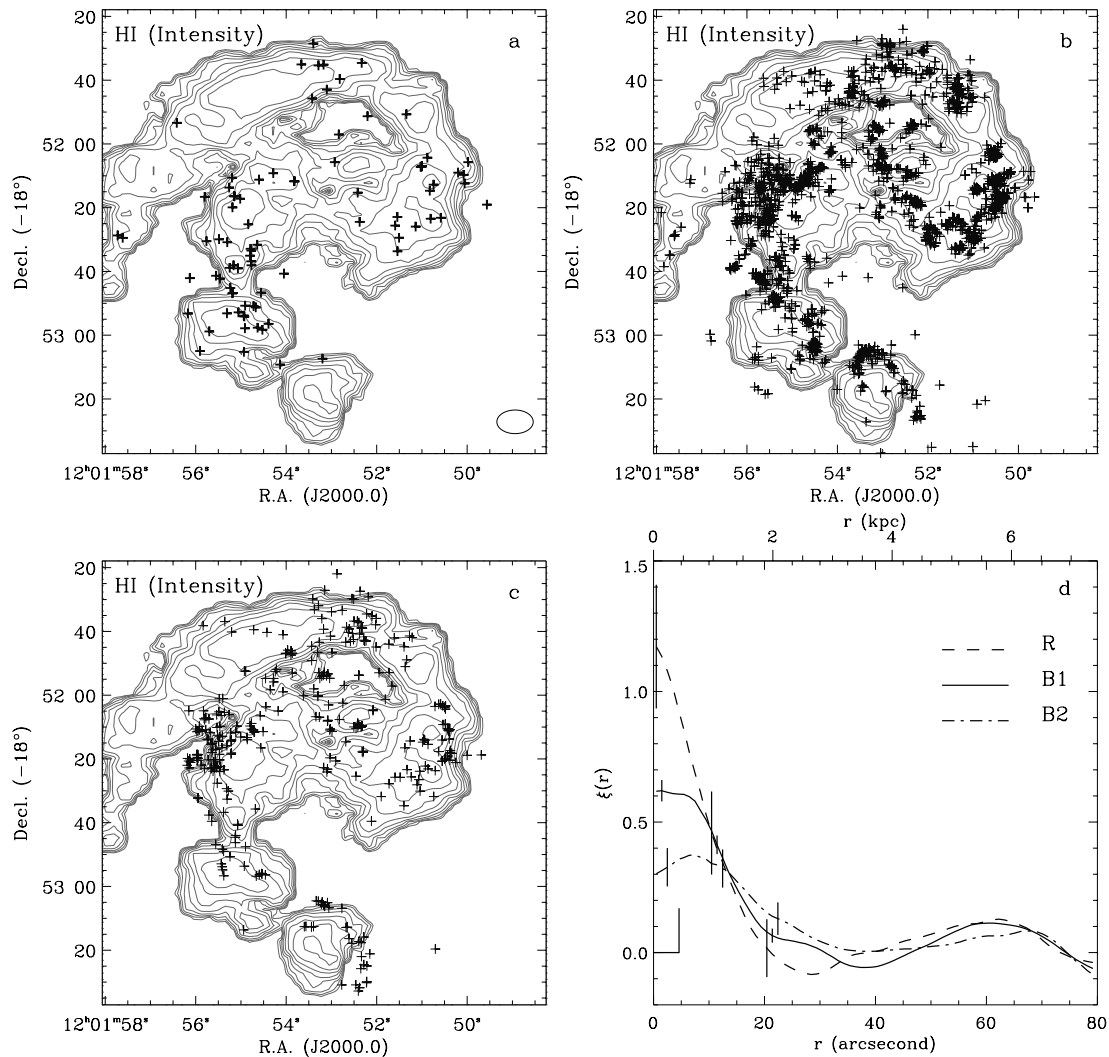 HI (Intensity) a
20
40
52 00
20
40
53 00
20
Decl. (−18°)
12ʰ01ᵐ58ˢ 56ˢ 54ˢ 52ˢ 50ˢ
R.A. (J2000.0)
HI (Intensity) b
20
40
52 00
20
40
53 00
20
Decl. (−18°)
12ʰ01ᵐ58ˢ 56ˢ 54ˢ 52ˢ 50ˢ
R.A. (J2000.0)
HI (Intensity) c
20
40
52 00
20
40
53 00
20
Decl. (−18°)
12ʰ01ᵐ58ˢ 56ˢ 54ˢ 52ˢ 50ˢ
R.A. (J2000.0)
r (kpc)
0 2 4 6
d
R
B1
B2
1.5
1.0
0.5
0.0
ξ(r)
0 20 40 60 80
r (arcsecond)